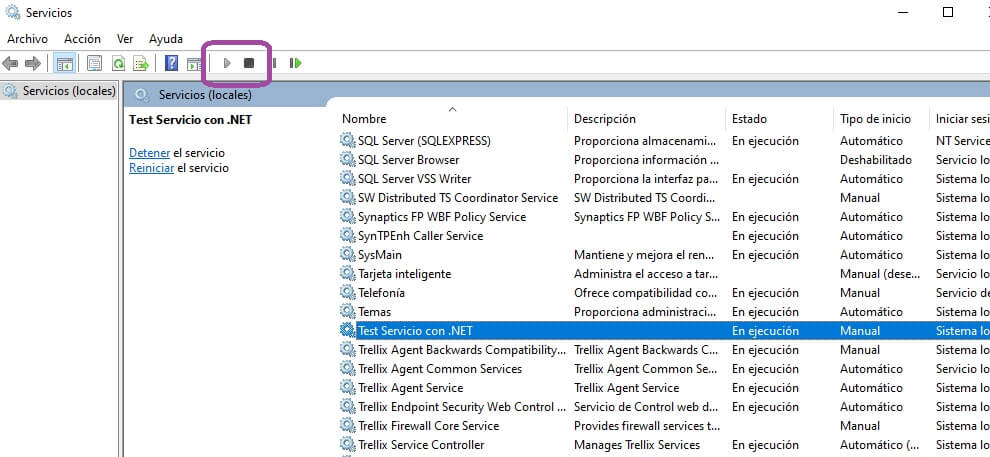 Servicios
Archivo Acción Ver Ayuda
Servicios (locales)
Servicios (locales)
Test Servicio con .NET
Detener el servicio
Reiniciar el servicio
Nombre Descripción Estado Tipo de inicio Iniciar sesi
SQL Server (SQLEXPRESS) Proporciona almacenami... En ejecución Automático NT Service
SQL Server Browser Proporciona información ... Deshabilitado Servicio lo
SQL Server VSS Writer Proporciona la interfaz pa... En ejecución Automático Sistema lo
SW Distributed TS Coordinator Service SW Distributed TS Coordi... Manual Sistema lo
Synaptics FP WBF Policy Service Synaptics FP WBF Policy S... En ejecución Automático Sistema lo
SynTPEnh Caller Service En ejecución Automático Sistema lo
SysMain Mantiene y mejora el ren... En ejecución Automático Sistema lo
Tarjeta inteligente Administra el acceso a tar... Manual (dese... Servicio lo
Telefonía Ofrece compatibilidad co... En ejecución Manual Servicio de
Temas Proporciona administraci... En ejecución Automático Sistema lo
Test Servicio con .NET En ejecución Manual Sistema lo
Trellix Agent Backwards Compatibility... Trellix Agent Backwards C... En ejecución Manual Sistema lo
Trellix Agent Common Services Trellix Agent Common Se... En ejecución Automático Sistema lo
Trellix Agent Service Trellix Agent Service En ejecución Automático Sistema lo
Trellix Endpoint Security Web Control ... Servicio de Control web d... En ejecución Automático Sistema lo
Trellix Firewall Core Service Provides firewall services t... Manual Sistema lo
Trellix Service Controller Manages Trellix Services En ejecución Automático (... Sistema lo